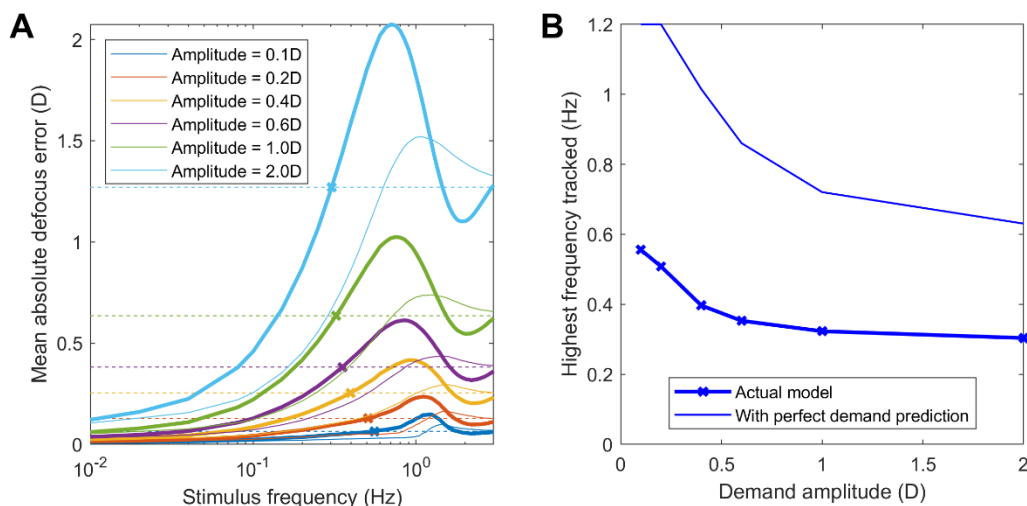 A
Mean absolute defocus error (D)
2
1.5
1
0.5
0
Amplitude = 0.1D
Amplitude = 0.2D
Amplitude = 0.4D
Amplitude = 0.6D
Amplitude = 1.0D
Amplitude = 2.0D
10⁻² 10⁻¹ 10⁰
Stimulus frequency (Hz)
B
Highest frequency tracked (Hz)
1.2
1
0.8
0.6
0.4
0.2
0
Actual model
With perfect demand prediction
0 0.5 1 1.5 2
Demand amplitude (D)